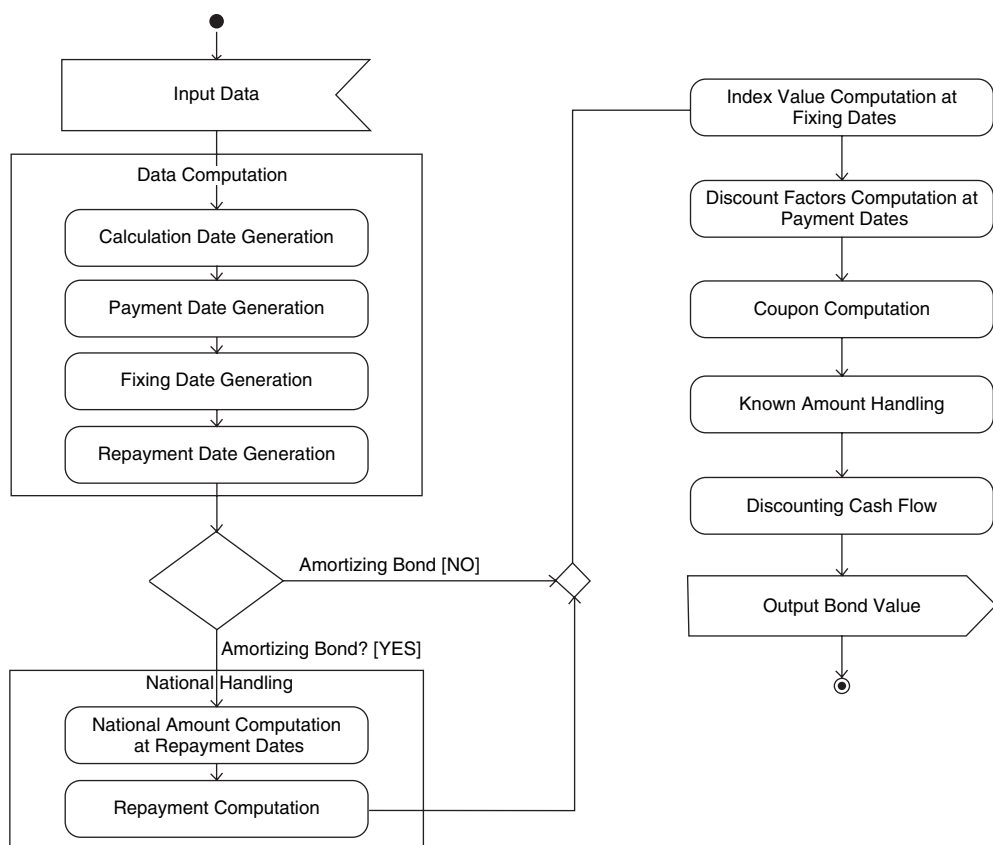 Input Data
Data Computation
Calculation Date Generation
Payment Date Generation
Fixing Date Generation
Repayment Date Generation
Amortizing Bond [NO]
Amortizing Bond? [YES]
National Handling
National Amount Computation
at Repayment Dates
Repayment Computation
Index Value Computation at
Fixing Dates
Discount Factors Computation at
Payment Dates
Coupon Computation
Known Amount Handling
Discounting Cash Flow
Output Bond Value